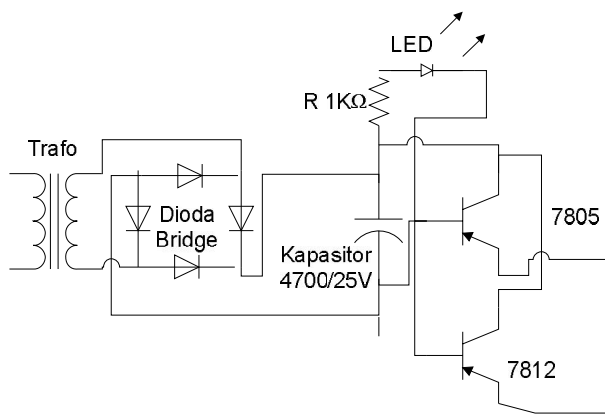 LED
R 1KΩ
Trafo
Dioda
Bridge
7805
Kapasitor
4700/25V
7812